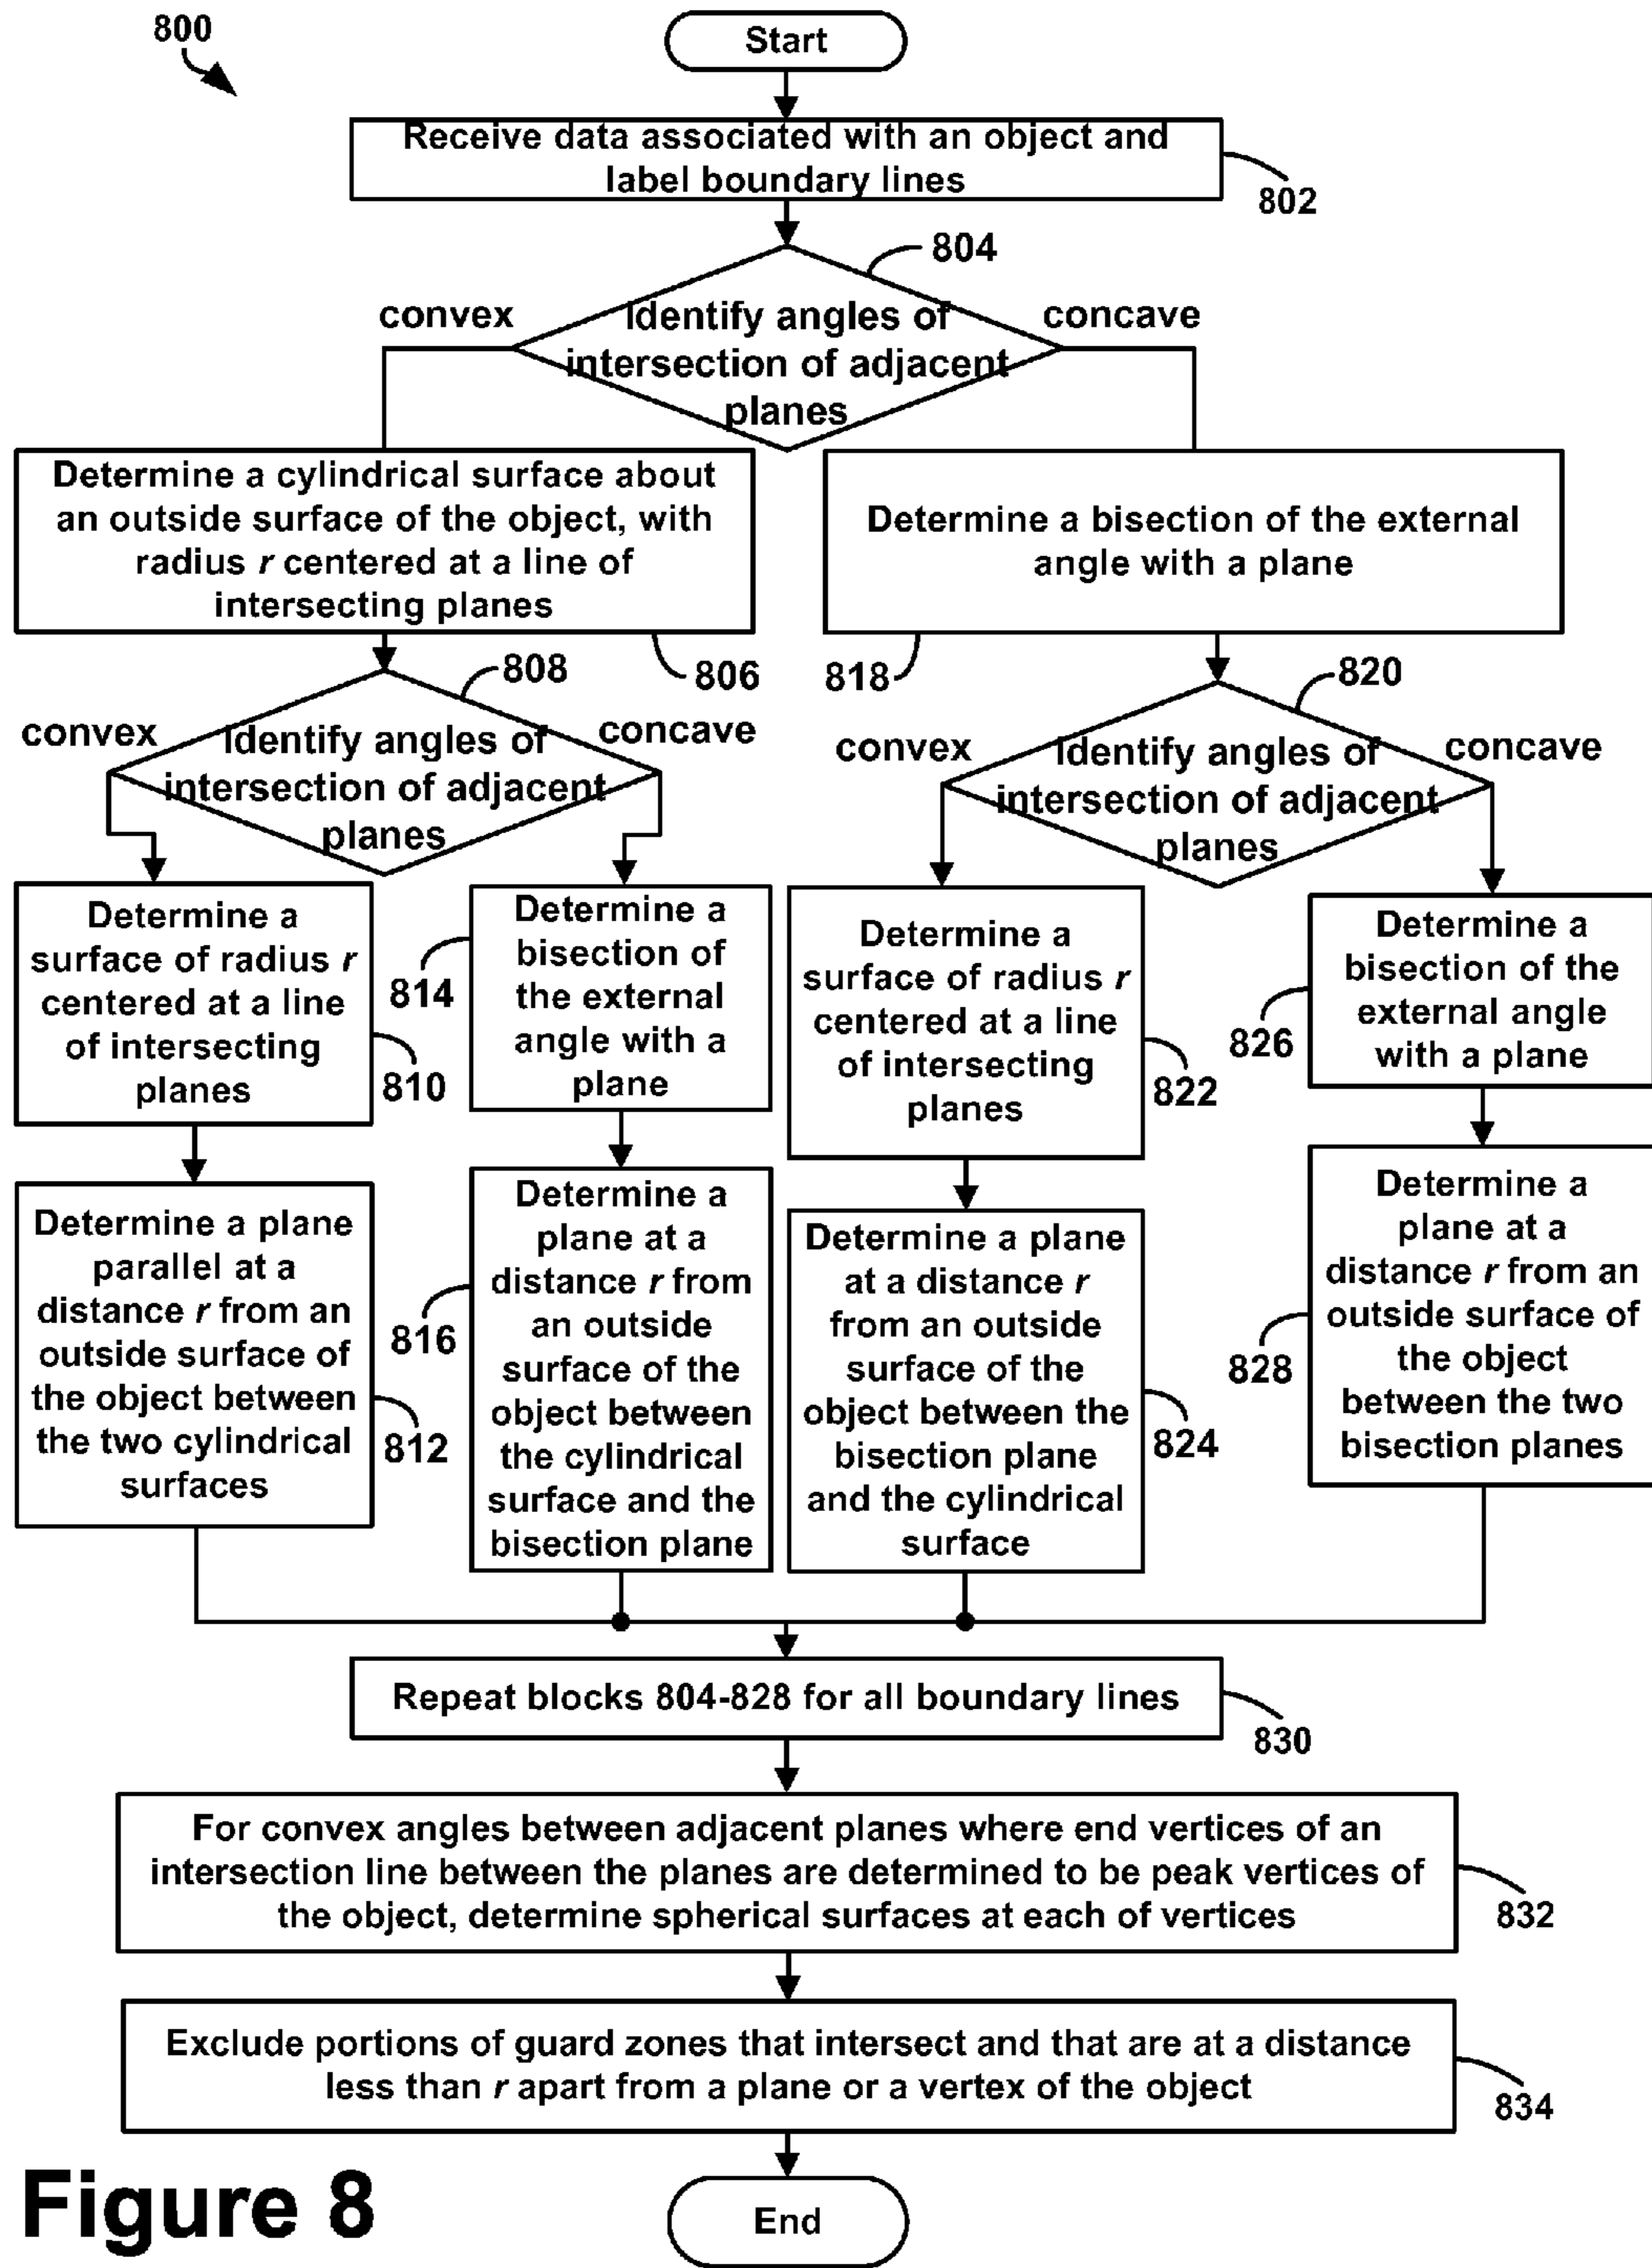 800
Start
Receive data associated with an object and
label boundary lines
802
804
convex
concave
Identify angles of
intersection of adjacent
planes
Determine a cylindrical surface about
an outside surface of the object, with
radius r centered at a line of
intersecting planes
806
Determine a bisection of the external
angle with a plane
818
808
convex
concave
Identify angles of
intersection of adjacent
planes
820
convex
concave
Identify angles of
intersection of adjacent
planes
Determine a
surface of radius r
centered at a line
of intersecting
planes
810
Determine a
bisection of
the external
angle with a
plane
814
Determine a
surface of radius r
centered at a line
of intersecting
planes
822
Determine a
bisection of the
external angle
with a plane
826
Determine a plane
parallel at a
distance r from an
outside surface of
the object between
the two cylindrical
surfaces
812
Determine a
plane at a
distance r from
an outside
surface of the
object between
the cylindrical
surface and the
bisection plane
816
Determine a plane
at a distance r
from an outside
surface of the
object between the
bisection plane
and the cylindrical
surface
824
Determine a
plane at a
distance r from an
outside surface of
the object
between the two
bisection planes
828
Repeat blocks 804-828 for all boundary lines
830
For convex angles between adjacent planes where end vertices of an
intersection line between the planes are determined to be peak vertices of
the object, determine spherical surfaces at each of vertices
832
Exclude portions of guard zones that intersect and that are at a distance
less than r apart from a plane or a vertex of the object
834
End
Figure 8